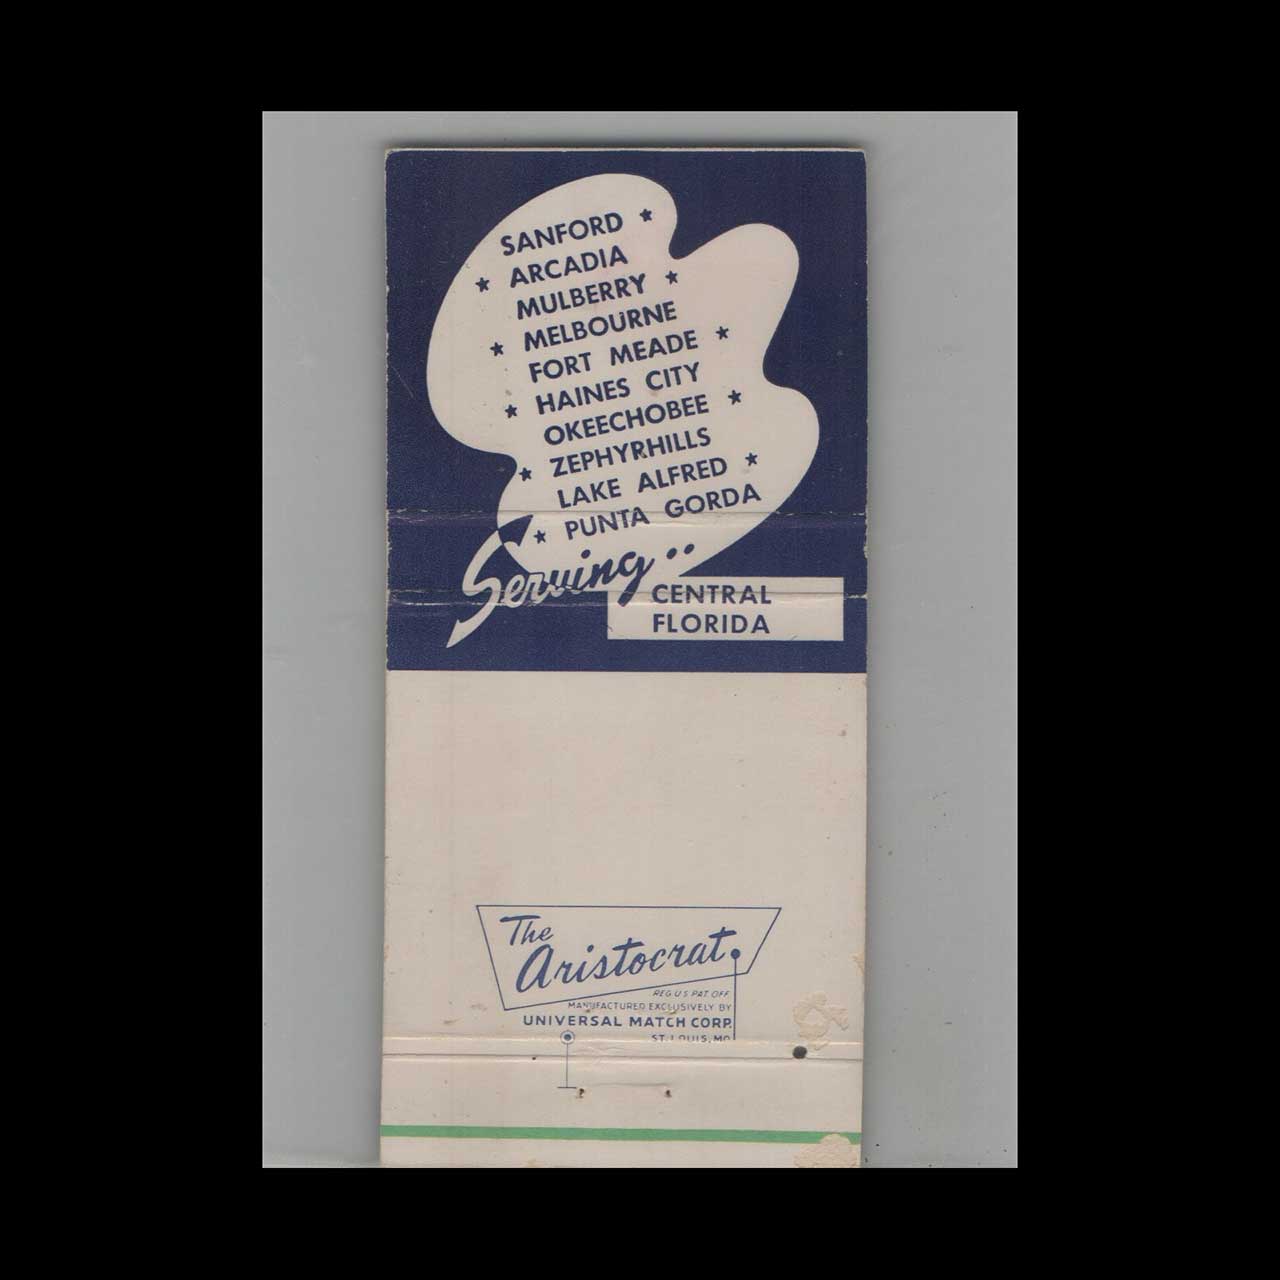 SANFORD ★
★ ARCADIA
MULBERRY ★
★ MELBOURNE
FORT MEADE ★
★ HAINES CITY
OKEECHOBEE ★
★ ZEPHYRHILLS
LAKE ALFRED ★
★ PUNTA GORDA
Serving ..
CENTRAL
FLORIDA
The
Aristocrat
REG U S PAT. OFF.
MANUFACTURED EXCLUSIVELY BY
UNIVERSAL MATCH CORP.
ST. LOUIS, MO